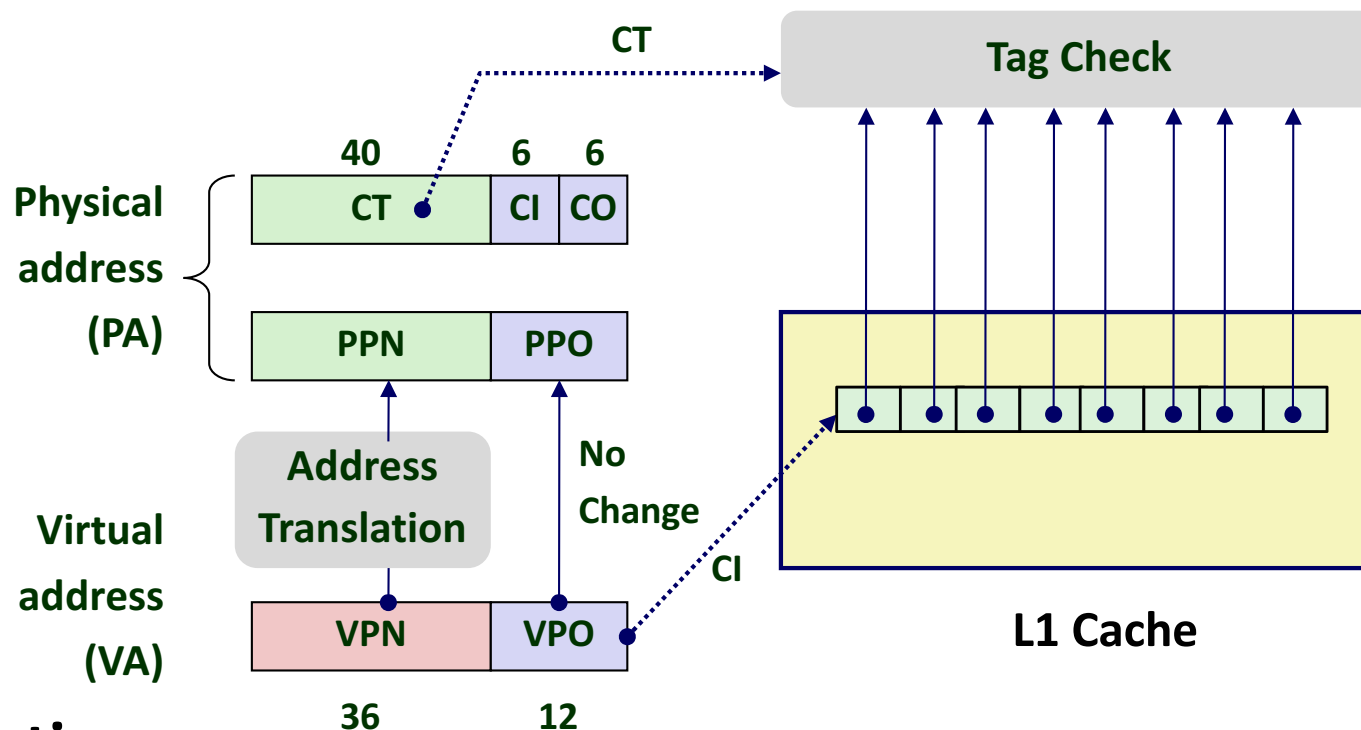 CT
Tag Check
40 6 6
Physical
address
(PA)
CT CI CO
PPN PPO
Address
Translation
No
Change
CI
Virtual
address
(VA)
VPN VPO
L1 Cache
36 12